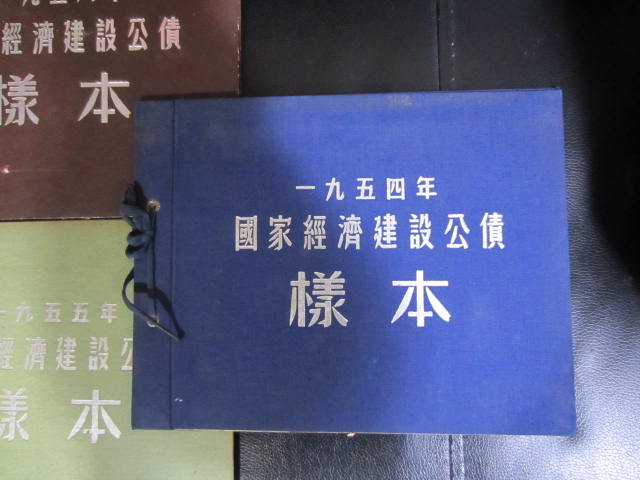 經濟建設公債
樣本
一九五四年
國家經濟建設公債
樣本
一九五五年
經濟建設公
樣本